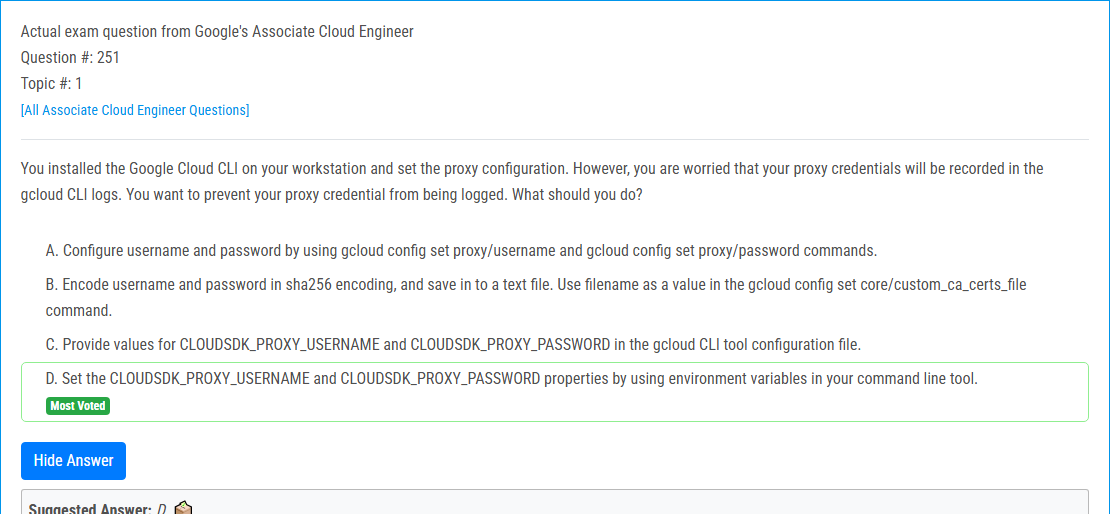 Actual exam question from Google's Associate Cloud Engineer
Question #: 251
Topic #: 1
[All Associate Cloud Engineer Questions]
You installed the Google Cloud CLI on your workstation and set the proxy configuration. However, you are worried that your proxy credentials will be recorded in the
gcloud CLI logs. You want to prevent your proxy credential from being logged. What should you do?
A. Configure username and password by using gcloud config set proxy/username and gcloud config set proxy/password commands.
B. Encode username and password in sha256 encoding, and save in to a text file. Use filename as a value in the gcloud config set core/custom_ca_certs_file
command.
C. Provide values for CLOUDSDK_PROXY_USERNAME and CLOUDSDK_PROXY_PASSWORD in the gcloud CLI tool configuration file.
D. Set the CLOUDSDK_PROXY_USERNAME and CLOUDSDK_PROXY_PASSWORD properties by using environment variables in your command line tool.
Most Voted
Hide Answer
Suggested Answer: D